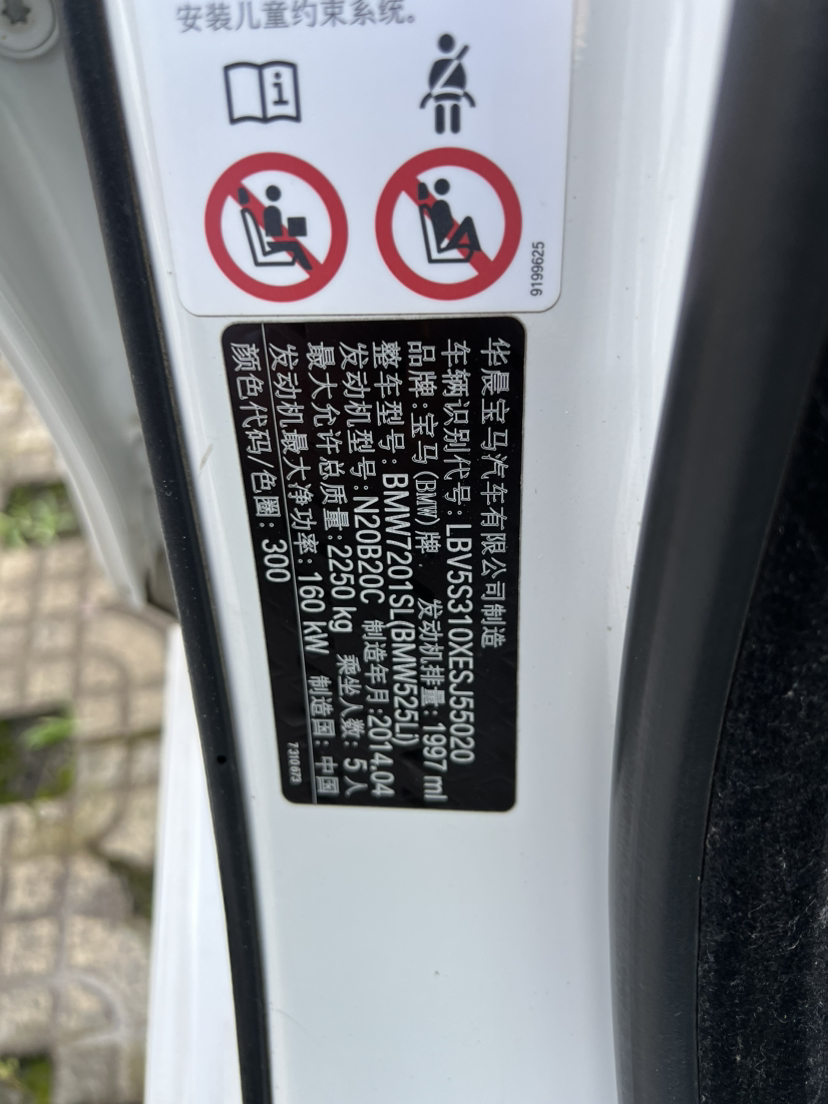 安装儿童约束系统。
9199625
华晨宝马汽车有限公司制造
车辆识别代号:LBV5S310XESJ55020
品牌:宝马(BMW)牌 发动机排量:1997 ml
整车型号:BMW7201SL(BMW525Li)
发动机型号:N20B20C 制造年月:2014.04
最大允许总质量:2250 kg 乘坐人数:5人
发动机最大净功率:160 kW 制造国:中国
颜色代码/色圈:300
7310673